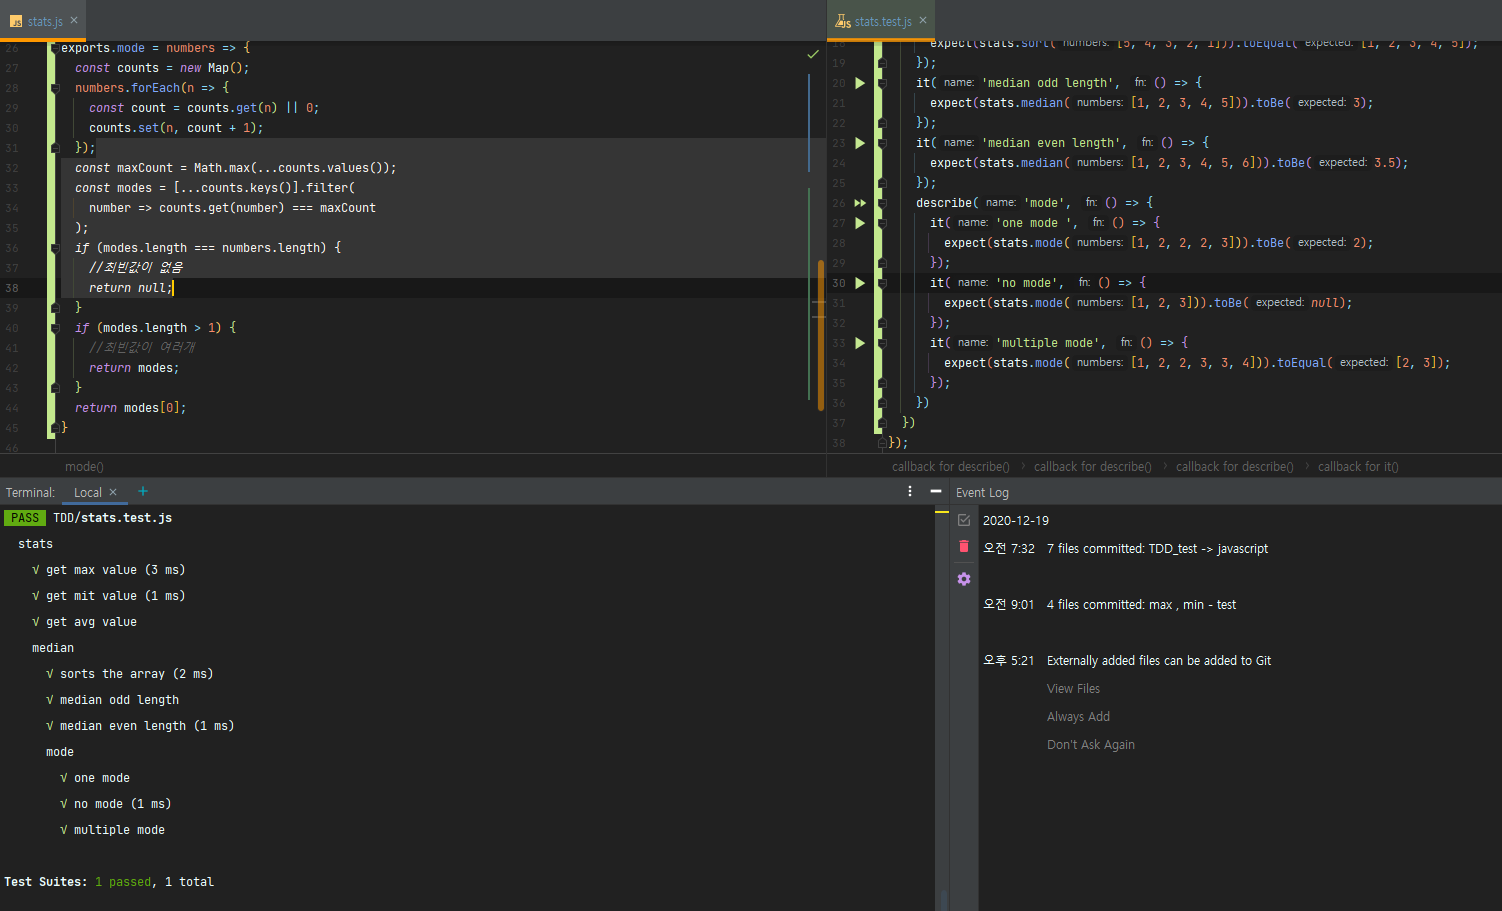 stats.js
26 exports.mode = numbers => {
27 const counts = new Map();
28 numbers.forEach(n => {
29 const count = counts.get(n) || 0;
30 counts.set(n, count + 1);
31 });
32 const maxCount = Math.max(...counts.values());
33 const modes = [...counts.keys()].filter(
34 number => counts.get(number) === maxCount
35 );
36 if (modes.length === numbers.length) {
37 //최빈값이 없음
38 return null;
39 }
40 if (modes.length > 1) {
41 //최빈값이 여러개
42 return modes;
43 }
44 return modes[0];
45 }
46
mode()
stats.test.js
18 expect(stats.sort( numbers: [5, 4, 3, 2, 1])).toEqual( expected: [1, 2, 3, 4, 5]);
19 });
20 it( name: 'median odd length', fn: () => {
21 expect(stats.median( numbers: [1, 2, 3, 4, 5])).toBe( expected: 3);
22 });
23 it( name: 'median even length', fn: () => {
24 expect(stats.median( numbers: [1, 2, 3, 4, 5, 6])).toBe( expected: 3.5);
25 });
26 describe( name: 'mode', fn: () => {
27 it( name: 'one mode ', fn: () => {
28 expect(stats.mode( numbers: [1, 2, 2, 2, 3])).toBe( expected: 2);
29 });
30 it( name: 'no mode', fn: () => {
31 expect(stats.mode( numbers: [1, 2, 3])).toBe( expected: null);
32 });
33 it( name: 'multiple mode', fn: () => {
34 expect(stats.mode( numbers: [1, 2, 2, 3, 3, 4])).toEqual( expected: [2, 3]);
35 });
36 })
37 })
38 });
callback for describe() › callback for describe() › callback for describe() › callback for it()
Terminal: Local
PASS TDD/stats.test.js
stats
√ get max value (3 ms)
√ get mit value (1 ms)
√ get avg value
median
√ sorts the array (2 ms)
√ median odd length
√ median even length (1 ms)
mode
√ one mode
√ no mode (1 ms)
√ multiple mode
Test Suites: 1 passed, 1 total
Event Log
2020-12-19
오전 7:32 7 files committed: TDD_test -> javascript
오전 9:01 4 files committed: max , min - test
오후 5:21 Externally added files can be added to Git
View Files
Always Add
Don't Ask Again